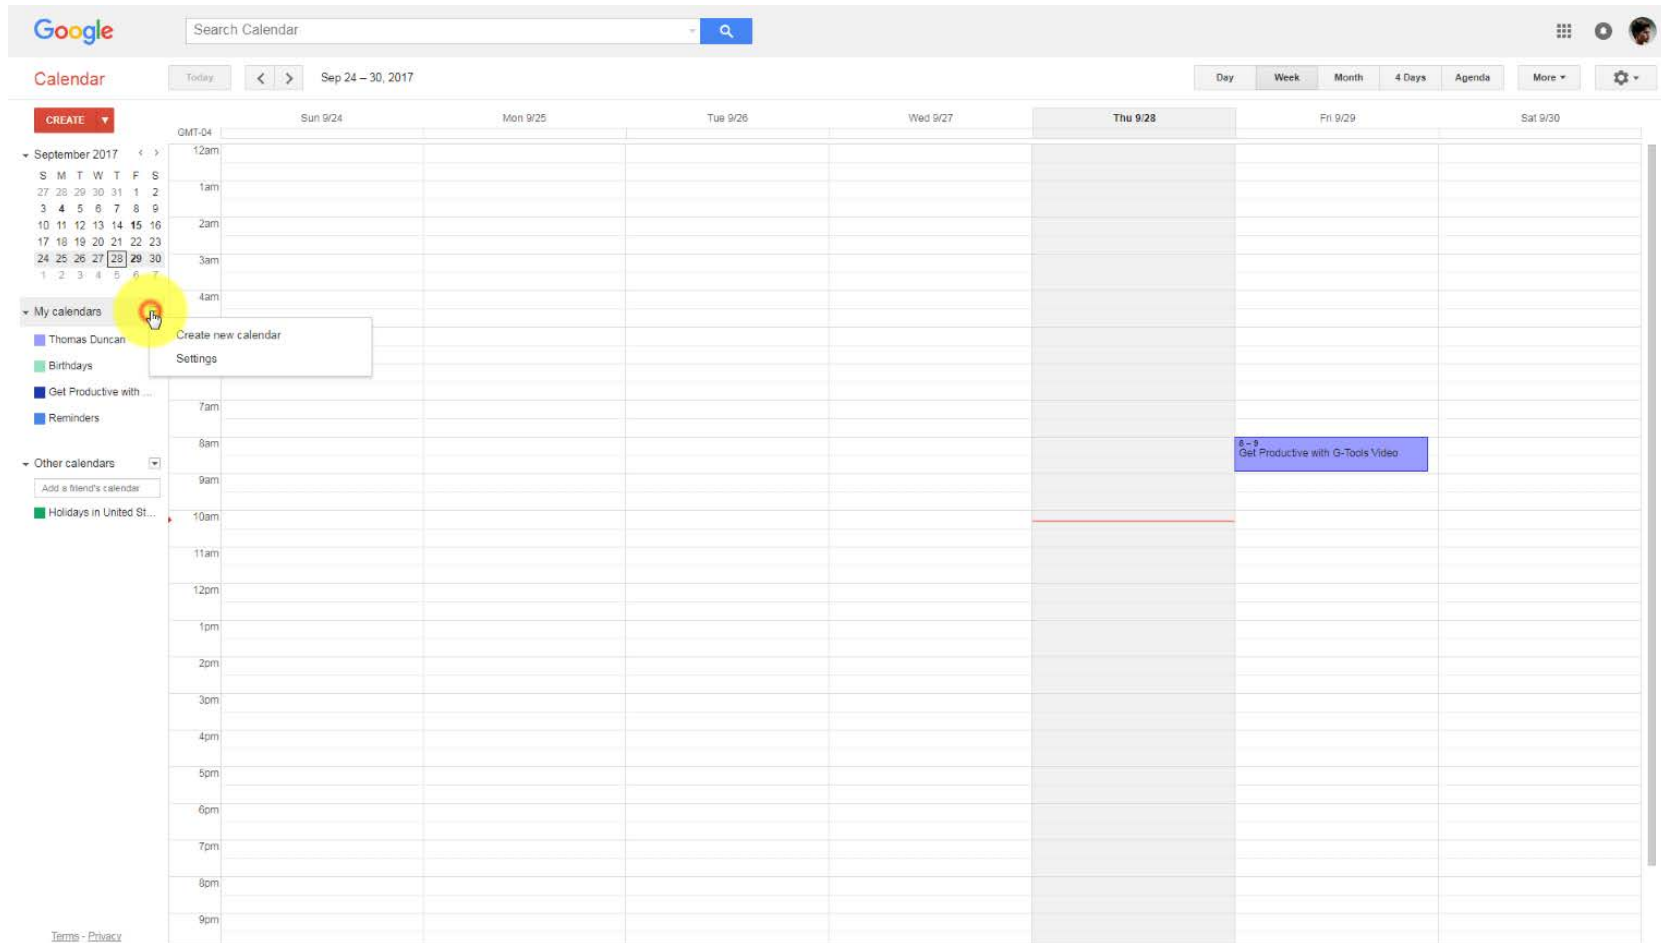 Google
Search Calendar
Calendar
Today
Sep 24 – 30, 2017
Day
Week
Month
4 Days
Agenda
More
CREATE
GMT-04
Sun 9/24
Mon 9/25
Tue 9/26
Wed 9/27
Thu 9/28
Fri 9/29
Sat 9/30
September 2017
S M T W T F S
27 28 29 30 31 1 2
3 4 5 6 7 8 9
10 11 12 13 14 15 16
17 18 19 20 21 22 23
24 25 26 27 28 29 30
1 2 3 4 5 6 7
My calendars
Create new calendar
Settings
Thomas Duncan
Birthdays
Get Productive with ...
Reminders
Other calendars
Add a friend's calendar
Holidays in United St...
12am
1am
2am
3am
4am
7am
8am
9am
10am
11am
12pm
1pm
2pm
3pm
4pm
5pm
6pm
7pm
8pm
9pm
8 – 9
Get Productive with G-Tools Video
Terms - Privacy